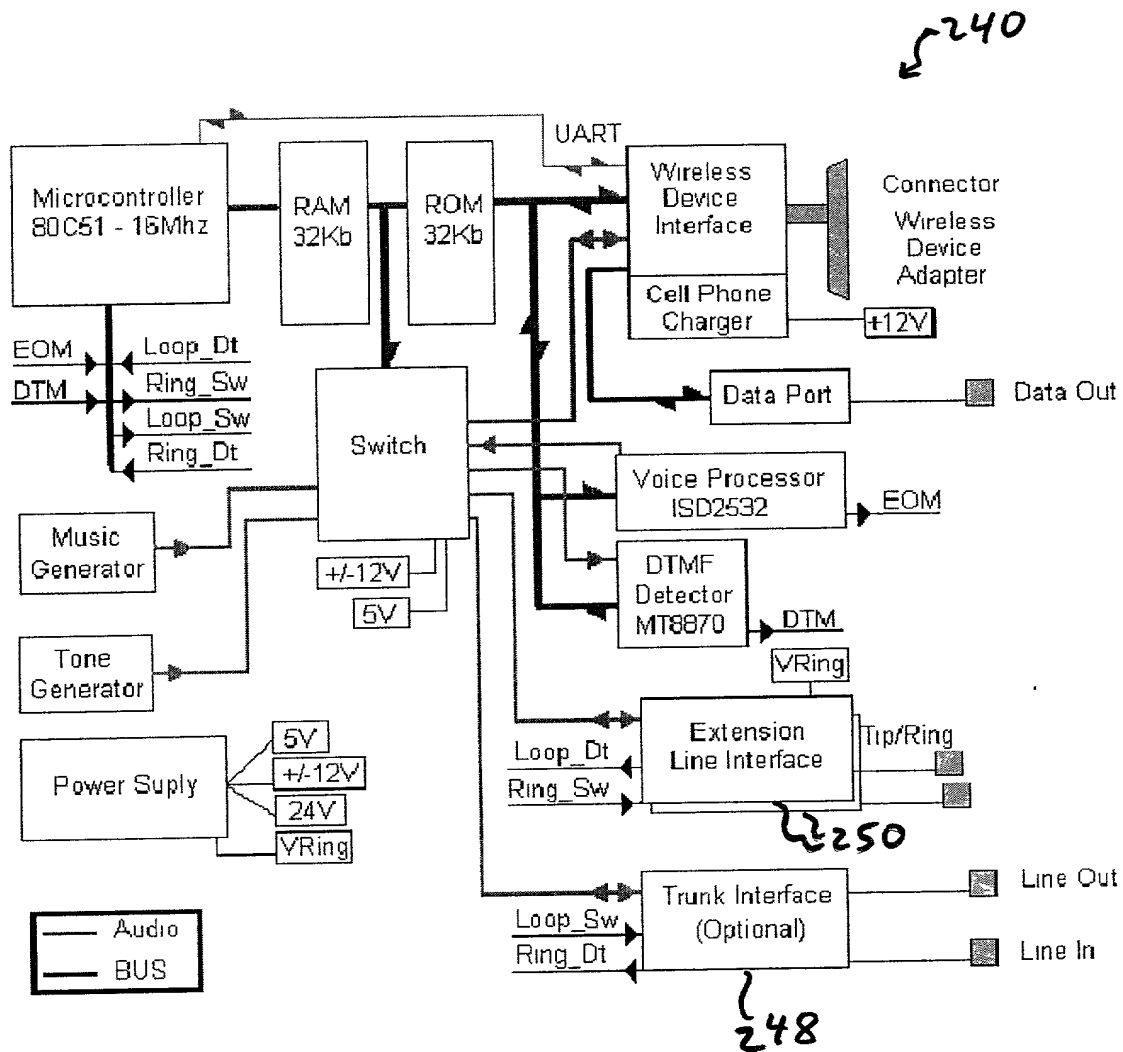 240
UART
Microcontroller
80C51 - 16Mhz
RAM
32Kb
ROM
32Kb
Wireless
Device
Interface
Connector
Wireless
Device
Adapter
Cell Phone
Charger
+12V
EOM
DTM
Loop_Dt
Ring_Sw
Loop_Sw
Ring_Dt
Switch
Data Port
Data Out
Voice Processor
ISD2532
EOM
Music
Generator
+/-12V
5V
DTMF
Detector
MT8870
DTM
Tone
Generator
VRing
Extension
Line Interface
Tip/Ring
Loop_Dt
Ring_Sw
Power Suply
5V
+/-12V
24V
VRing
250
Trunk Interface
(Optional)
Line Out
Line In
Loop_Sw
Ring_Dt
Audio
BUS
248